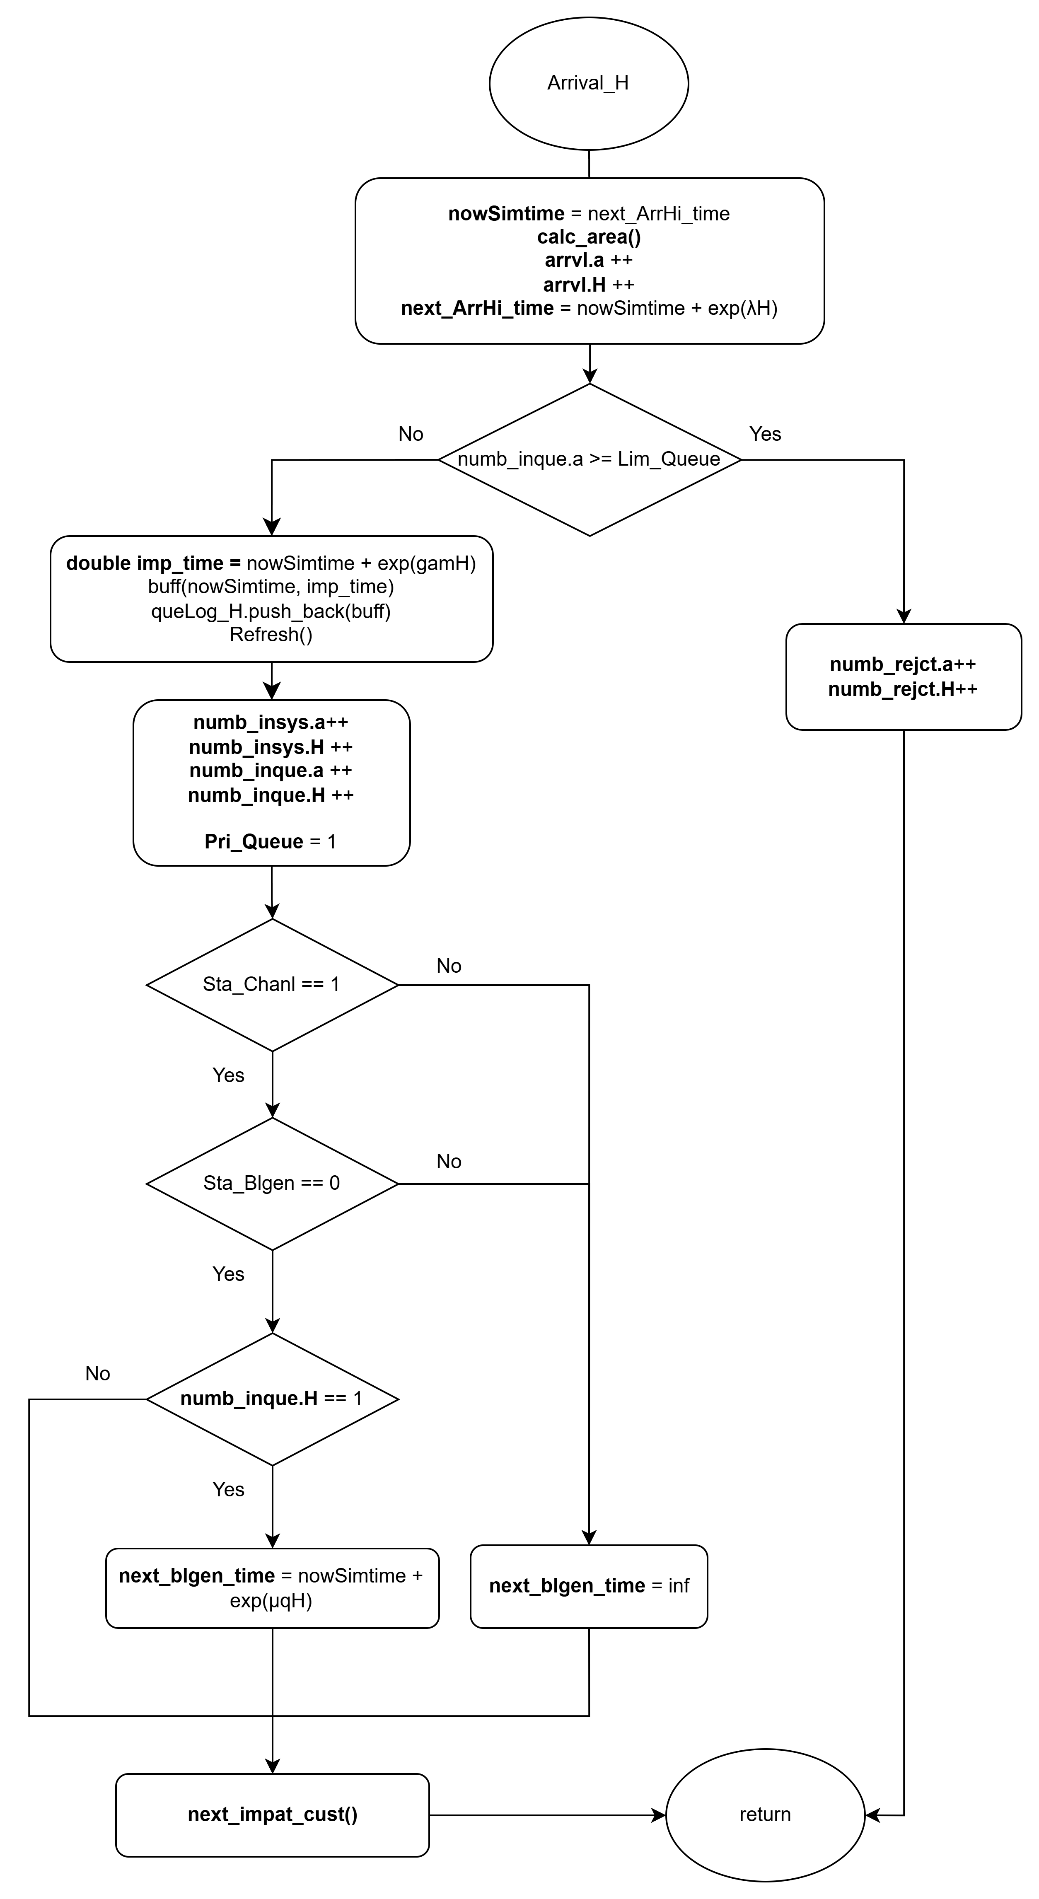 Arrival_H
nowSimtime = next_ArrHi_time
calc_area()
arrvl.a ++
arrvl.H ++
next_ArrHi_time = nowSimtime + exp(λH)
No
Yes
numb_inque.a >= Lim_Queue
double imp_time = nowSimtime + exp(gamH)
buff(nowSimtime, imp_time)
queLog_H.push_back(buff)
Refresh()
numb_rejct.a++
numb_rejct.H++
numb_insys.a++
numb_insys.H ++
numb_inque.a ++
numb_inque.H ++
Pri_Queue = 1
No
Sta_Chanl == 1
Yes
No
Sta_Blgen == 0
Yes
No
numb_inque.H == 1
Yes
next_blgen_time = nowSimtime +
exp(μqH)
next_blgen_time = inf
next_impat_cust()
return